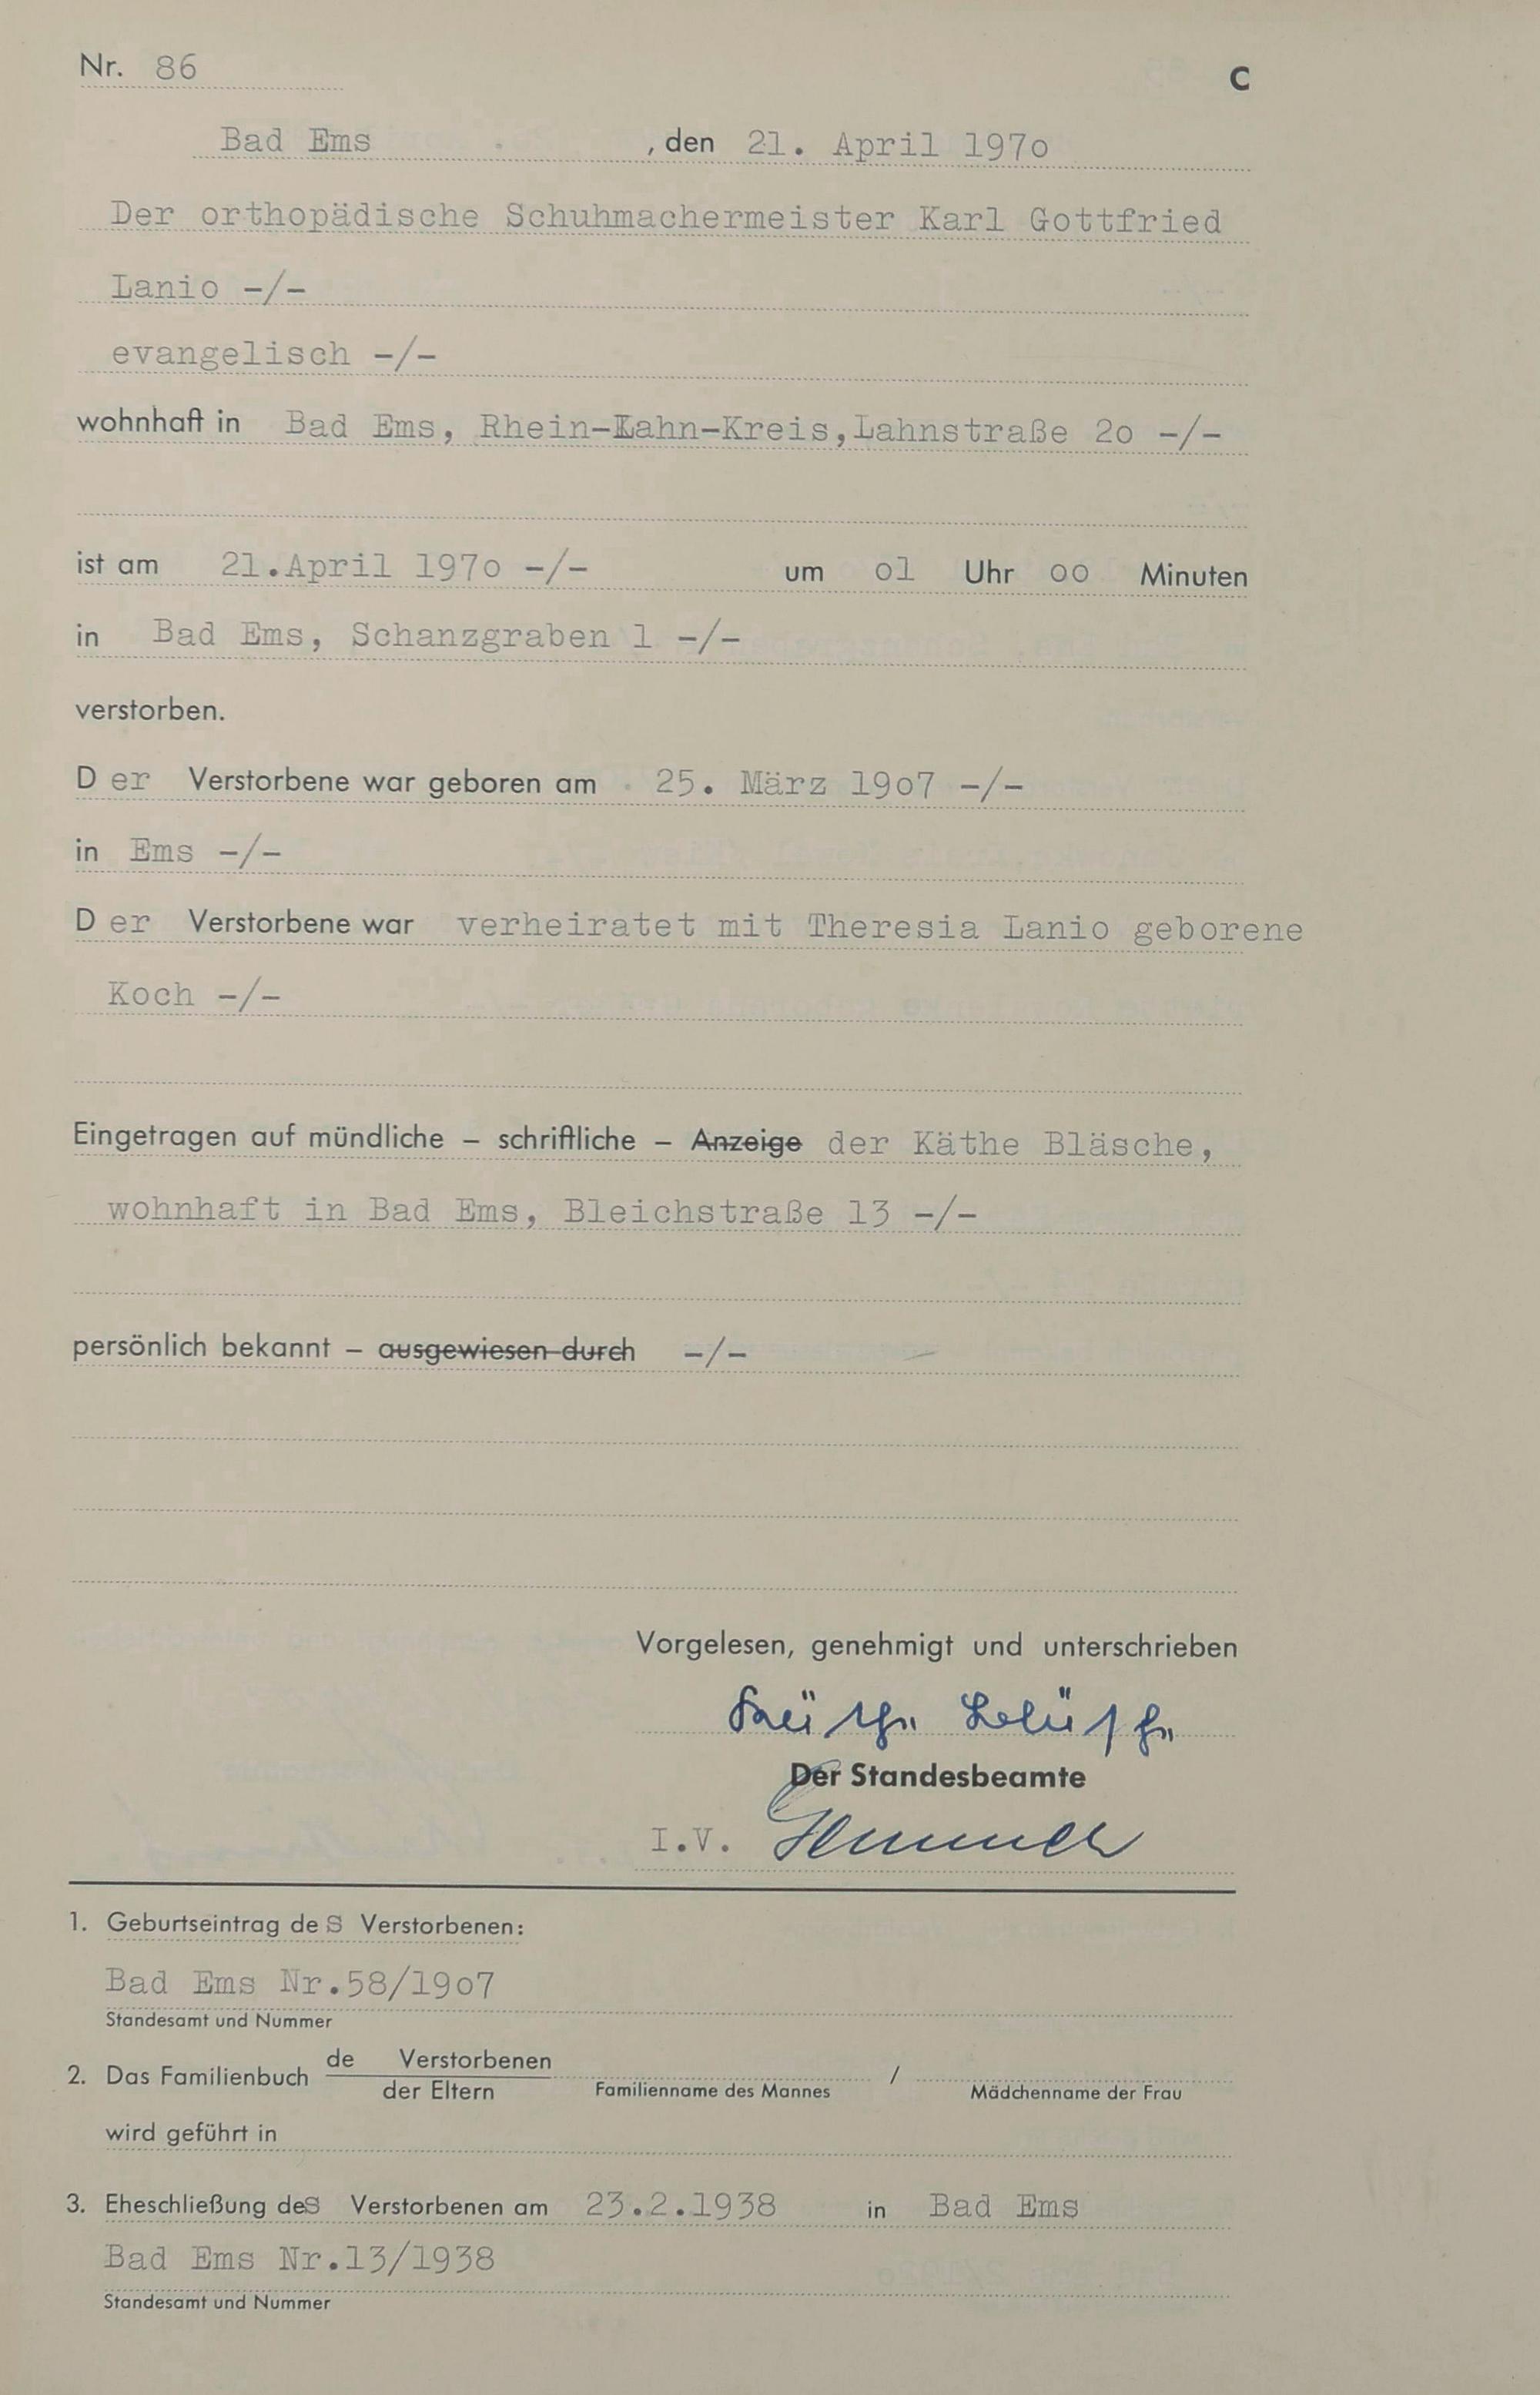 Nr. 86 C
Bad Ems , den 21. April 197o
Der orthopädische Schuhmachermeister Karl Gottfried
Lanio -/-
evangelisch -/-
wohnhaft in Bad Ems, Rhein-Lahn-Kreis,Lahnstraße 2o -/-
ist am 21.April 197o -/- um o1 Uhr oo Minuten
in Bad Ems, Schanzgraben 1 -/-
verstorben.
Der Verstorbene war geboren am 25. März 19o7 -/-
in Ems -/-
Der Verstorbene war verheiratet mit Theresia Lanio geborene
Koch -/-
Eingetragen auf mündliche – schriftliche – Anzeige der Käthe Bläsche,
wohnhaft in Bad Ems, Bleichstraße 13 -/-
persönlich bekannt – ausgewiesen durch -/-
Vorgelesen, genehmigt und unterschrieben
Käthe Bläsche
Der Standesbeamte
I.V.
1. Geburtseintrag des Verstorbenen:
Bad Ems Nr.58/19o7
Standesamt und Nummer
2. Das Familienbuch de Verstorbenen / der Eltern Familienname des Mannes / Mädchenname der Frau
wird geführt in
3. Eheschließung des Verstorbenen am 23.2.1938 in Bad Ems
Bad Ems Nr.13/1938
Standesamt und Nummer